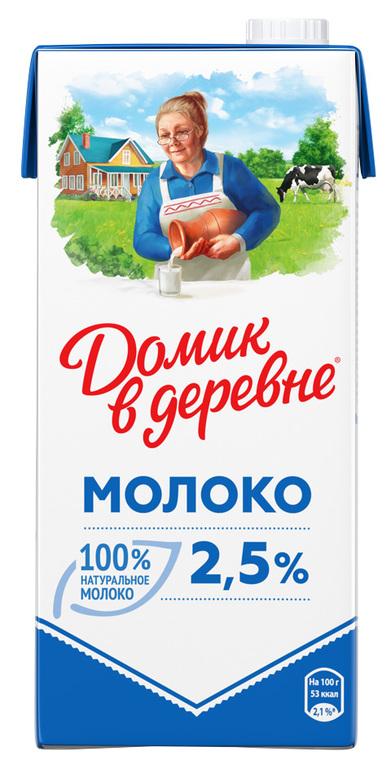 Домик
в деревне®
МОЛОКО
100%
НАТУРАЛЬНОЕ
МОЛОКО
2,5%
На 100 г
53 ккал
2,1%*